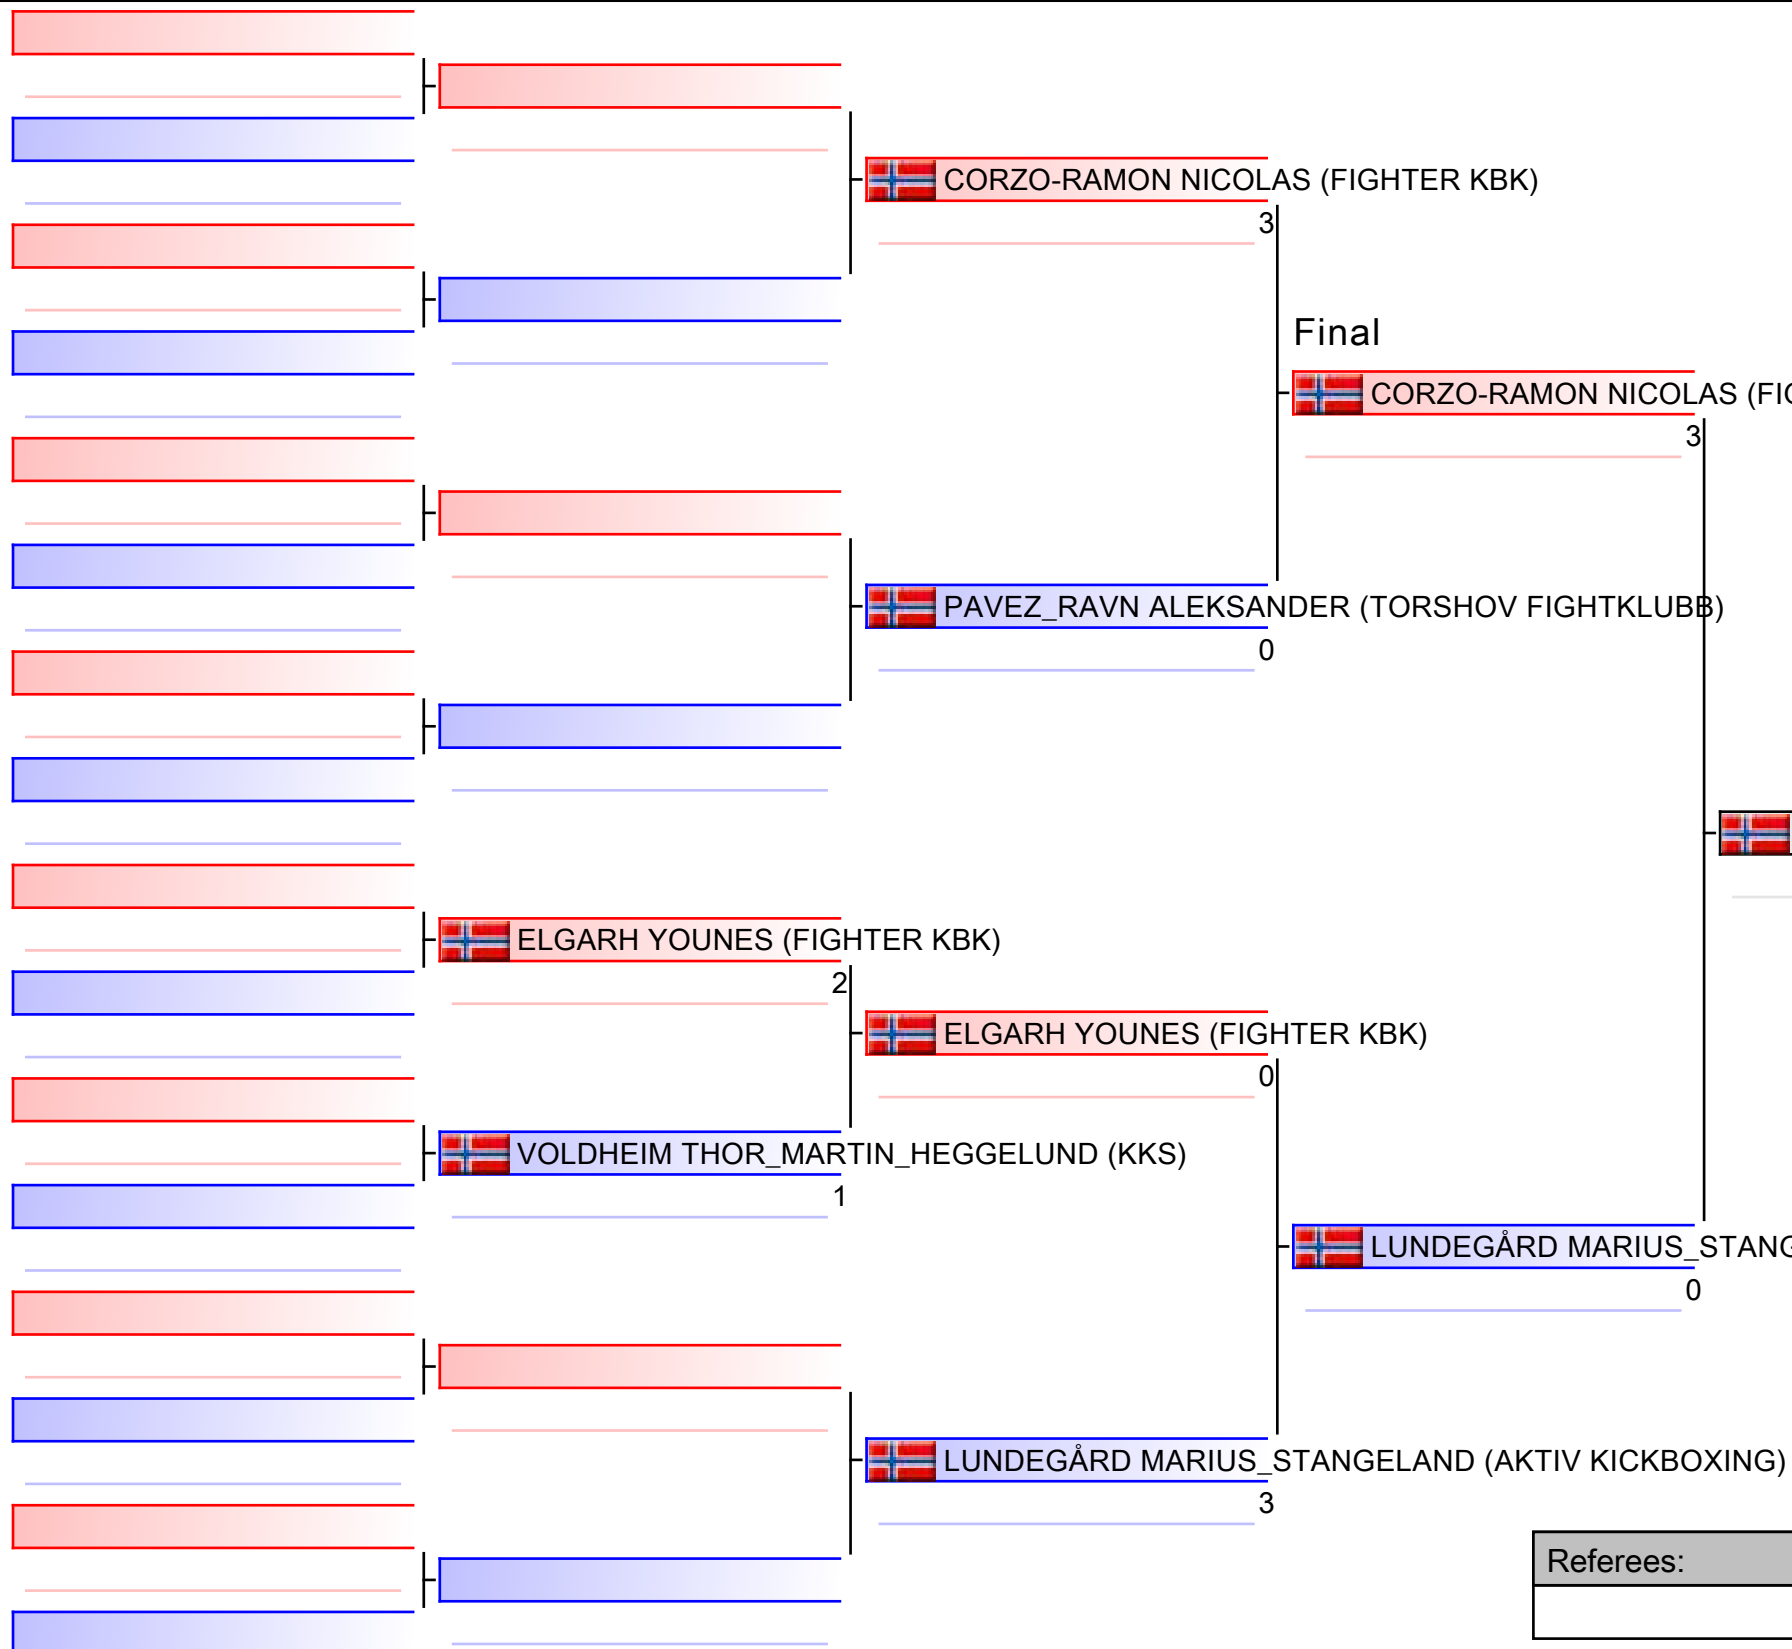 CORZO-RAMON NICOLAS (FIGHTER KBK)
3
Final
CORZO-RAMON NICOLAS (FIG
3
PAVEZ_RAVN ALEKSANDER (TORSHOV FIGHTKLUBB)
0
ELGARH YOUNES (FIGHTER KBK)
2
ELGARH YOUNES (FIGHTER KBK)
0
VOLDHEIM THOR_MARTIN_HEGGELUND (KKS)
1
LUNDEGÅRD MARIUS_STANG
0
LUNDEGÅRD MARIUS_STANGELAND (AKTIV KICKBOXING)
3
Referees: